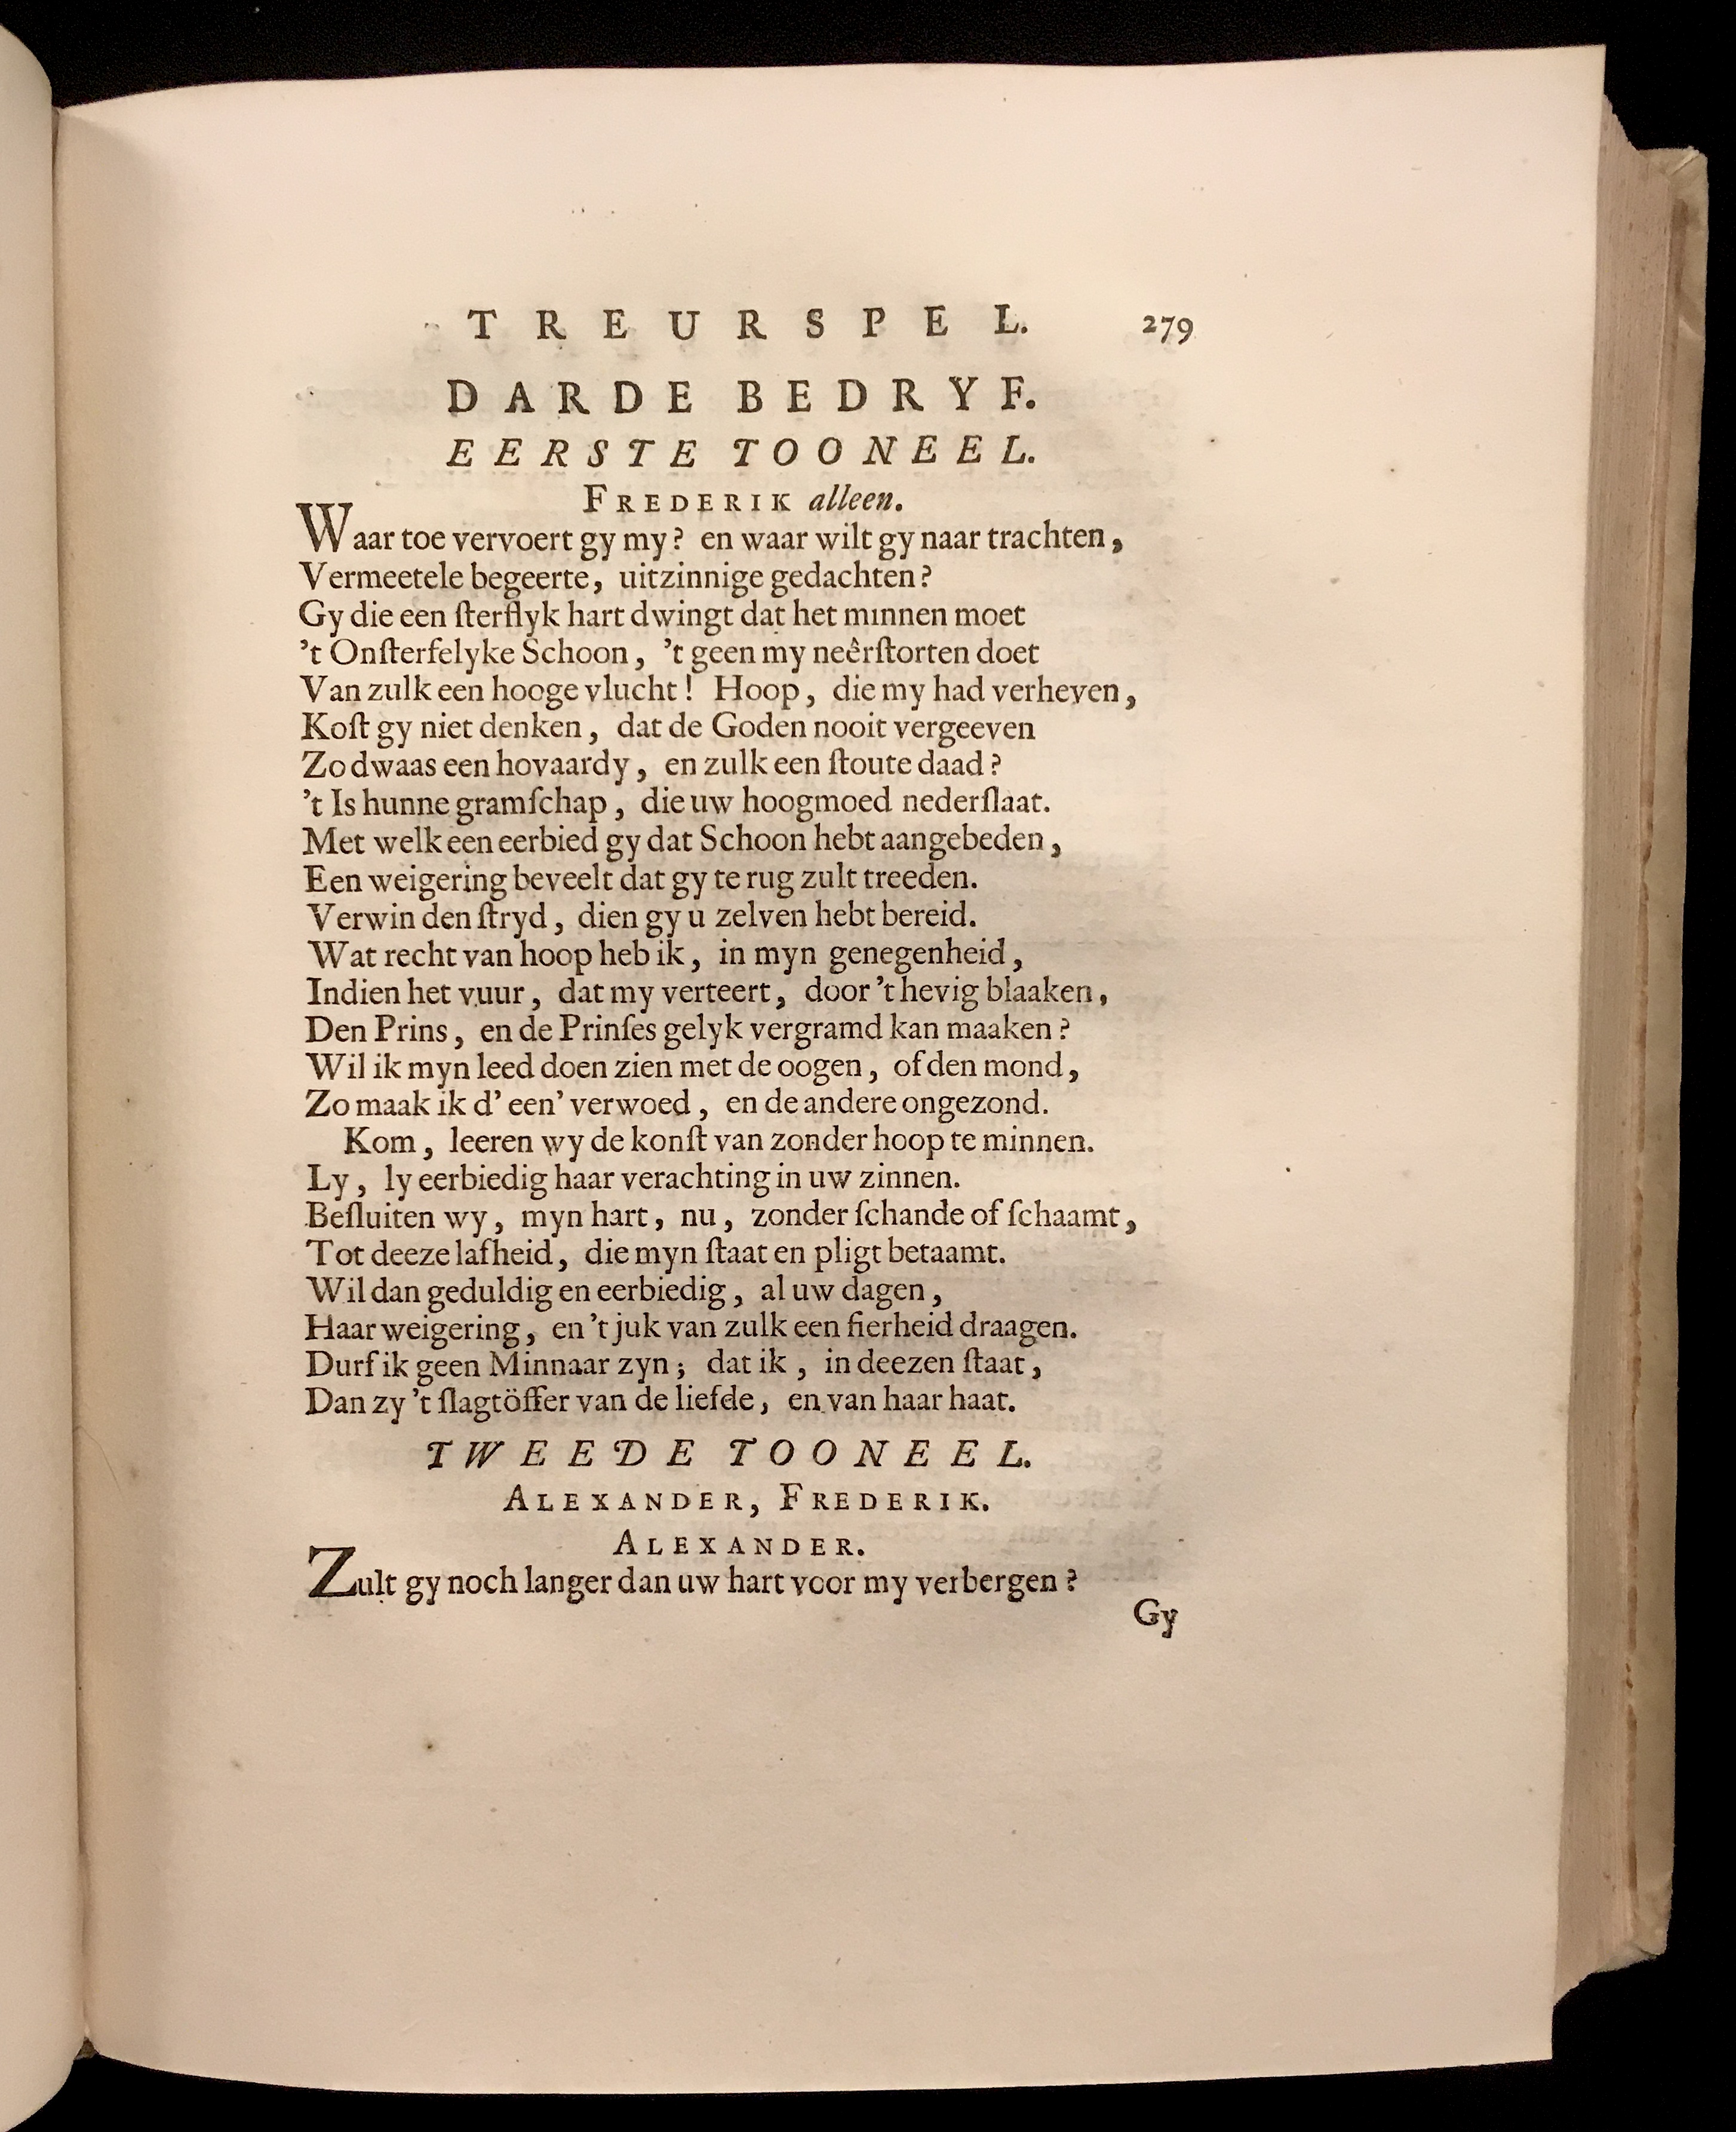 TREURSPEL. 279
DARDE BEDRYF.
EERSTE TOONEEL.
FREDERIK alleen.
Waar toe vervoert gy my? en waar wilt gy naar trachten,
Vermeetele begeerte, uitzinnige gedachten?
Gy die een ſterflyk hart dwingt dat het minnen moet
't Onſterfelyke Schoon, 't geen my neêrſtorten doet
Van zulk een hooge vlucht! Hoop, die my had verheven,
Koſt gy niet denken, dat de Goden nooit vergeeven
Zo dwaas een hovaardy, en zulk een ſtoute daad?
't Is hunne gramſchap, die uw hoogmoed nederſlaat.
Met welk een eerbied gy dat Schoon hebt aangebeden,
Een weigering beveelt dat gy te rug zult treeden.
Verwin den ſtryd, dien gy u zelven hebt bereid.
Wat recht van hoop heb ik, in myn genegenheid,
Indien het vuur, dat my verteert, door 't hevig blaaken,
Den Prins, en de Prinſes gelyk vergramd kan maaken?
Wil ik myn leed doen zien met de oogen, of den mond,
Zo maak ik d' een' verwoed, en de andere ongezond.
Kom, leeren wy de konſt van zonder hoop te minnen.
Ly, ly eerbiedig haar verachting in uw zinnen.
Beſluiten wy, myn hart, nu, zonder ſchande of ſchaamt,
Tot deeze lafheid, die myn ſtaat en pligt betaamt.
Wil dan geduldig en eerbiedig, al uw dagen,
Haar weigering, en 't juk van zulk een fierheid draagen.
Durf ik geen Minnaar zyn; dat ik, in deezen ſtaat,
Dan zy 't ſlagtöffer van de liefde, en van haar haat.
TWEEDE TOONEEL.
ALEXANDER, FREDERIK.
ALEXANDER.
Zult gy noch langer dan uw hart voor my verbergen?
Gy